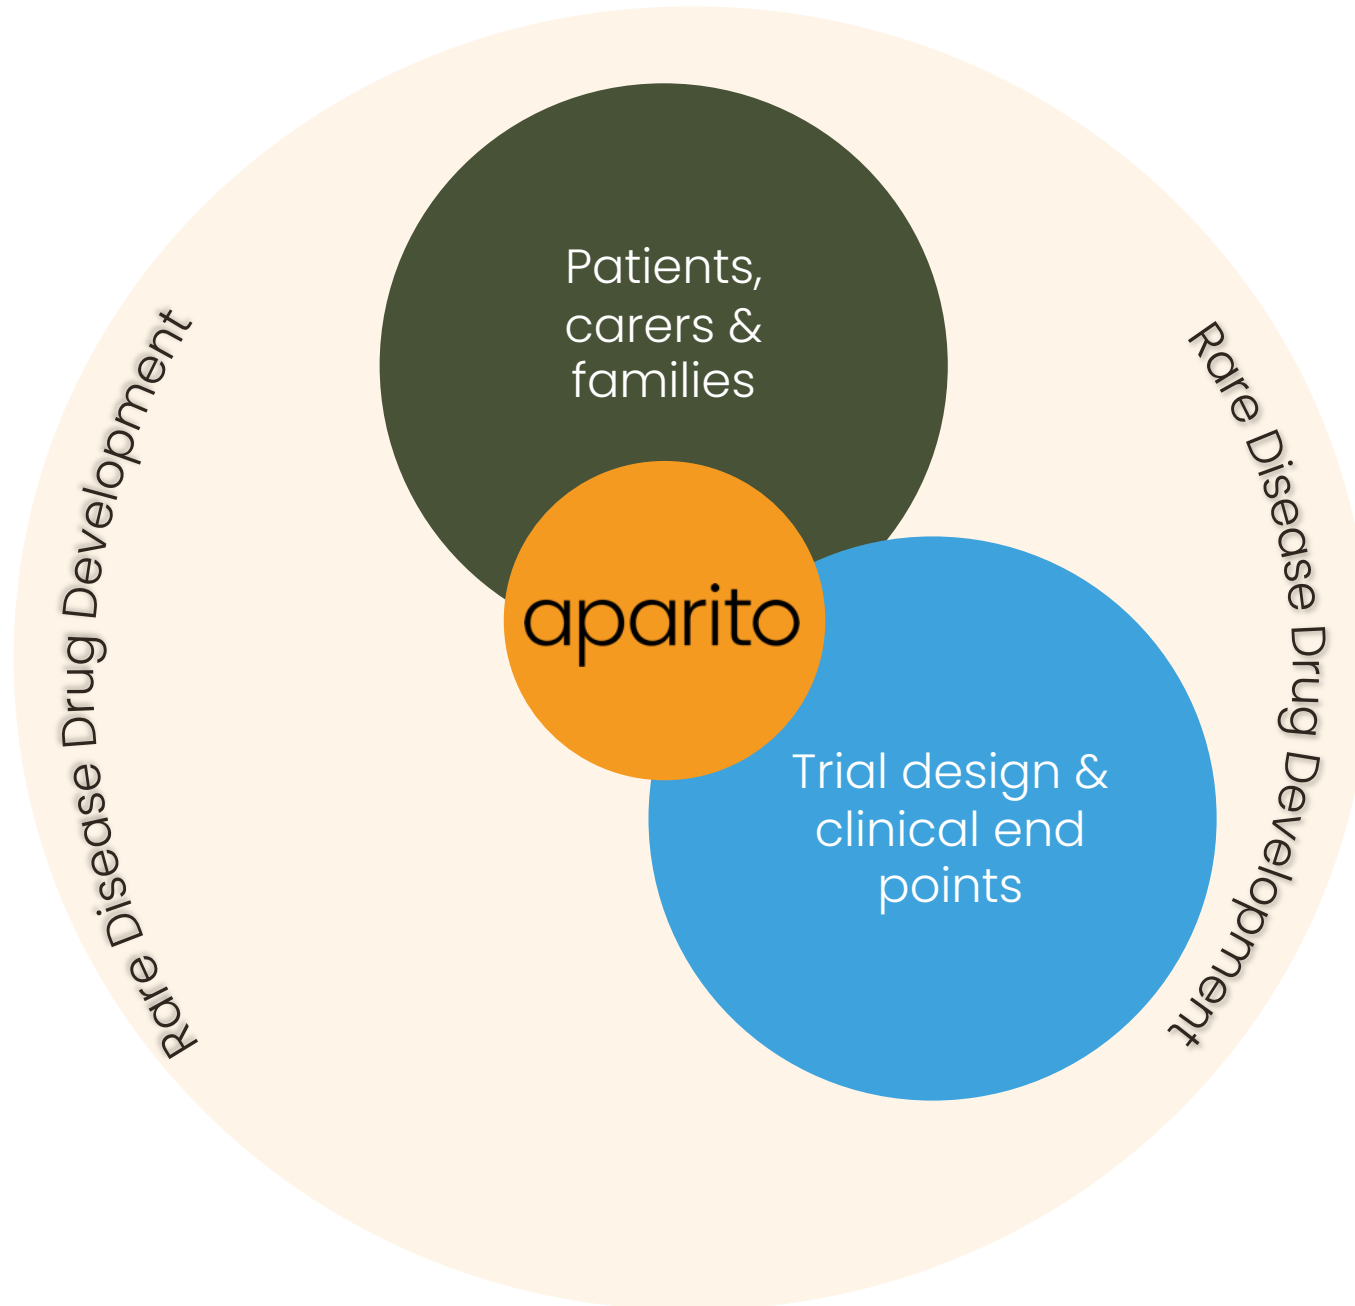 Patients,
carers &
families
Rare Disease Drug Development
Rare Disease Drug Development
aparito
Trial design &
clinical end
points